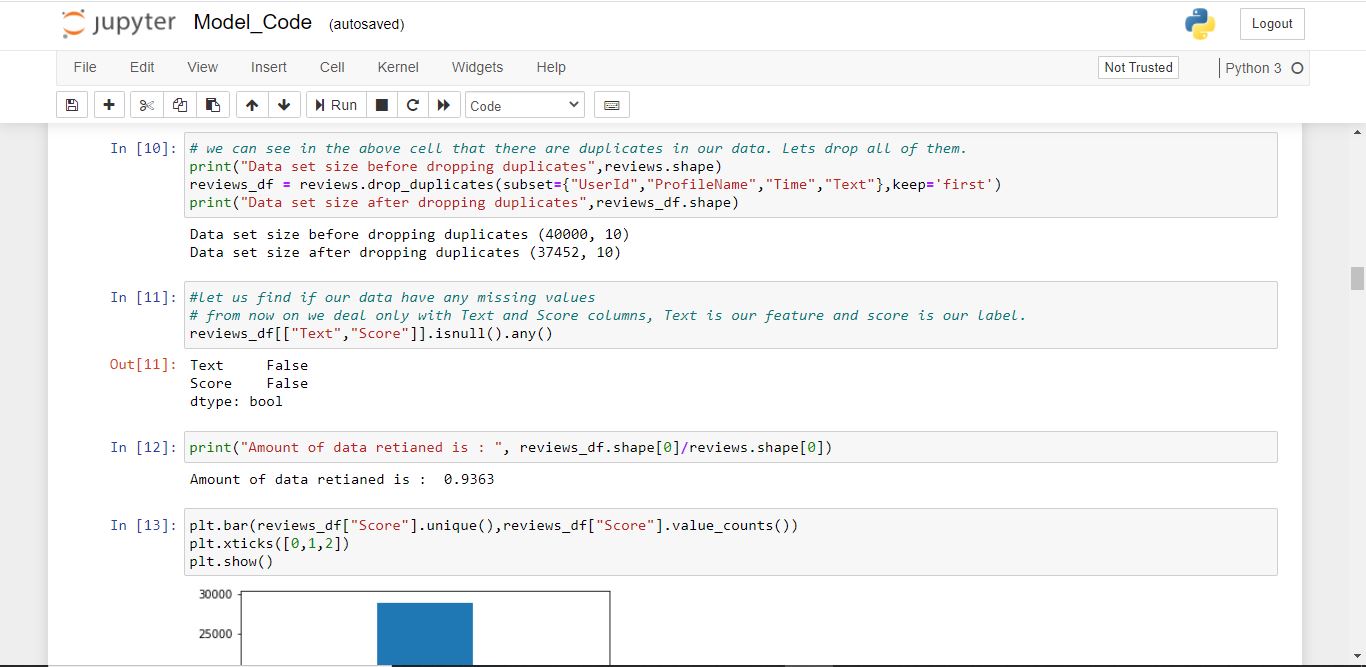 jupyter Model_Code (autosaved) Logout
File Edit View Insert Cell Kernel Widgets Help Not Trusted Python 3
Run Code
In [10]: # we can see in the above cell that there are duplicates in our data. Lets drop all of them.
print("Data set size before dropping duplicates",reviews.shape)
reviews_df = reviews.drop_duplicates(subset={"UserId","ProfileName","Time","Text"},keep='first')
print("Data set size after dropping duplicates",reviews_df.shape)
Data set size before dropping duplicates (40000, 10)
Data set size after dropping duplicates (37452, 10)
In [11]: #let us find if our data have any missing values
# from now on we deal only with Text and Score columns, Text is our feature and score is our label.
reviews_df[["Text","Score"]].isnull().any()
Out[11]: Text False
Score False
dtype: bool
In [12]: print("Amount of data retianed is : ", reviews_df.shape[0]/reviews.shape[0])
Amount of data retianed is : 0.9363
In [13]: plt.bar(reviews_df["Score"].unique(),reviews_df["Score"].value_counts())
plt.xticks([0,1,2])
plt.show()
30000
25000